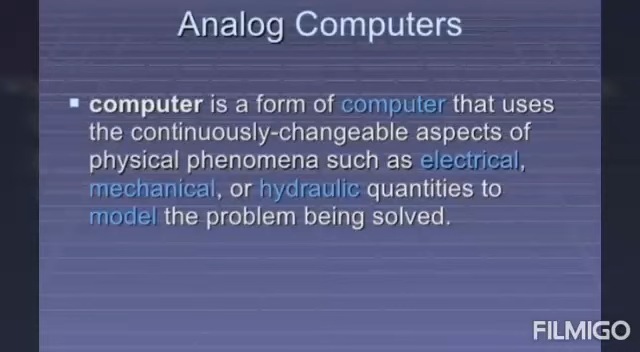 Analog Computers
computer is a form of computer that uses
the continuously-changeable aspects of
physical phenomena such as electrical,
mechanical, or hydraulic quantities to
model the problem being solved.
FILMIGO